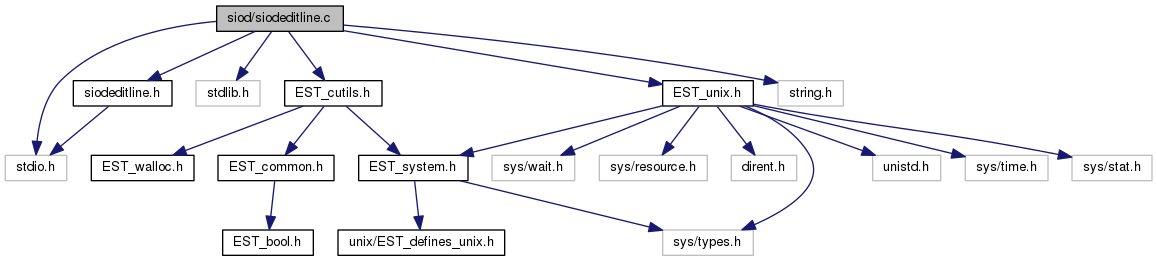 siod/siodeditline.c
siodeditline.h
stdlib.h
EST_cutils.h
EST_unix.h
string.h
stdio.h
EST_walloc.h
EST_common.h
EST_system.h
sys/wait.h
sys/resource.h
dirent.h
unistd.h
sys/time.h
sys/stat.h
EST_bool.h
unix/EST_defines_unix.h
sys/types.h